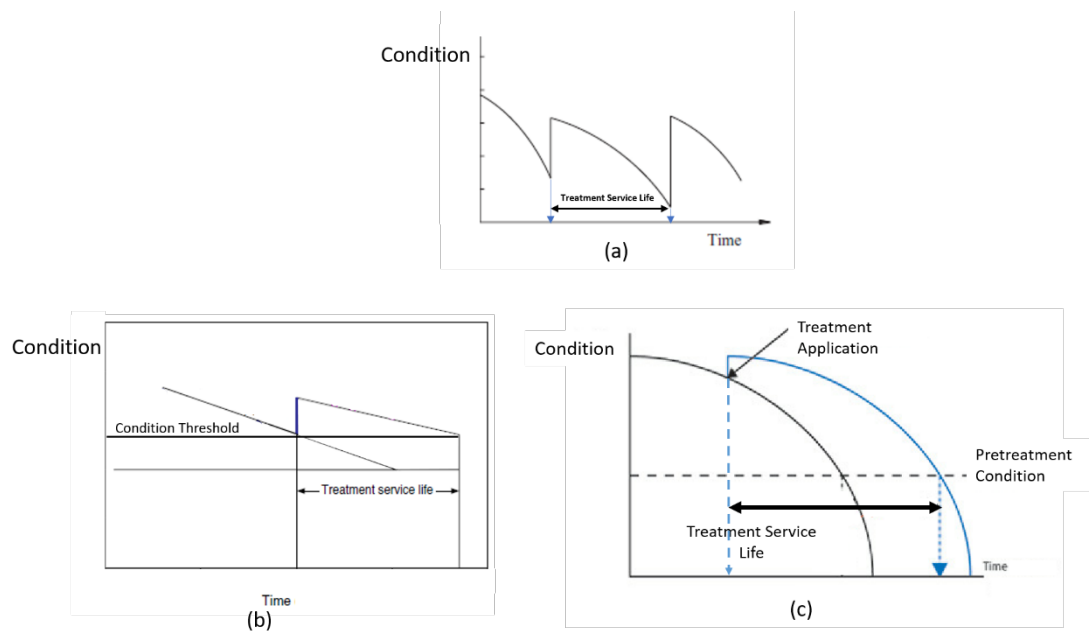 Condition
Treatment Service Life
Time
(a)
Condition
Condition Threshold
Treatment service life
Time
(b)
Condition
Treatment
Application
Pretreatment
Condition
Treatment Service
Life
Time
(c)